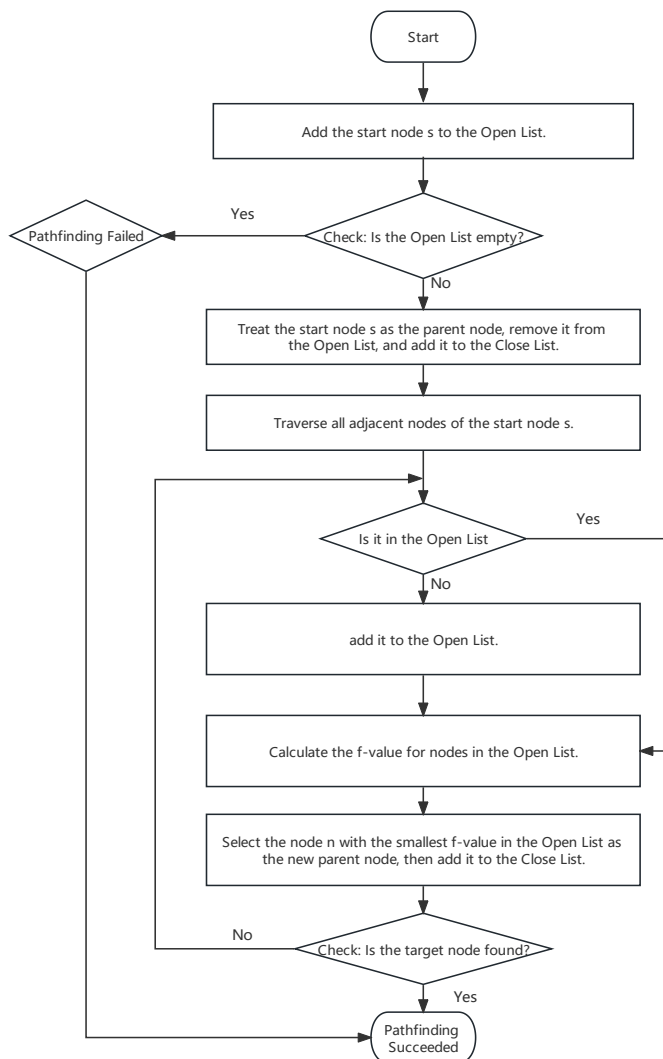 Start
Add the start node s to the Open List.
Yes
Pathfinding Failed
Check: Is the Open List empty?
No
Treat the start node s as the parent node, remove it from
the Open List, and add it to the Close List.
Traverse all adjacent nodes of the start node s.
Yes
Is it in the Open List
No
add it to the Open List.
Calculate the f-value for nodes in the Open List.
Select the node n with the smallest f-value in the Open List as
the new parent node, then add it to the Close List.
No
Check: Is the target node found?
Yes
Pathfinding
Succeeded